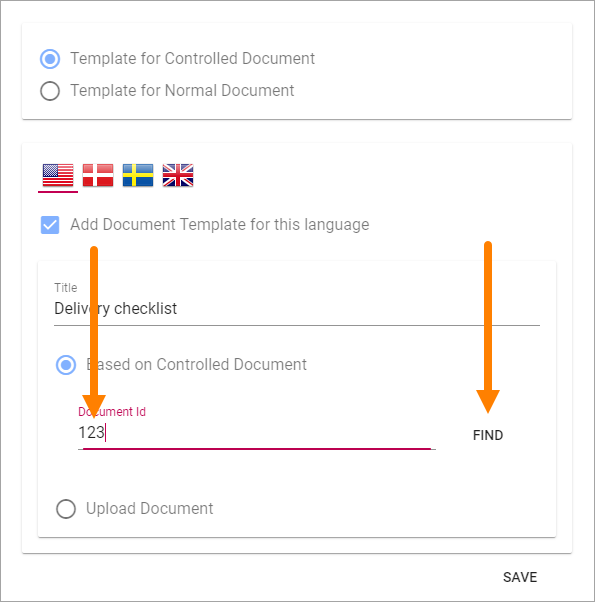 Template for Controlled Document
Template for Normal Document
Add Document Template for this language
Title
Delivery checklist
Based on Controlled Document
Document Id
123
FIND
Upload Document
SAVE